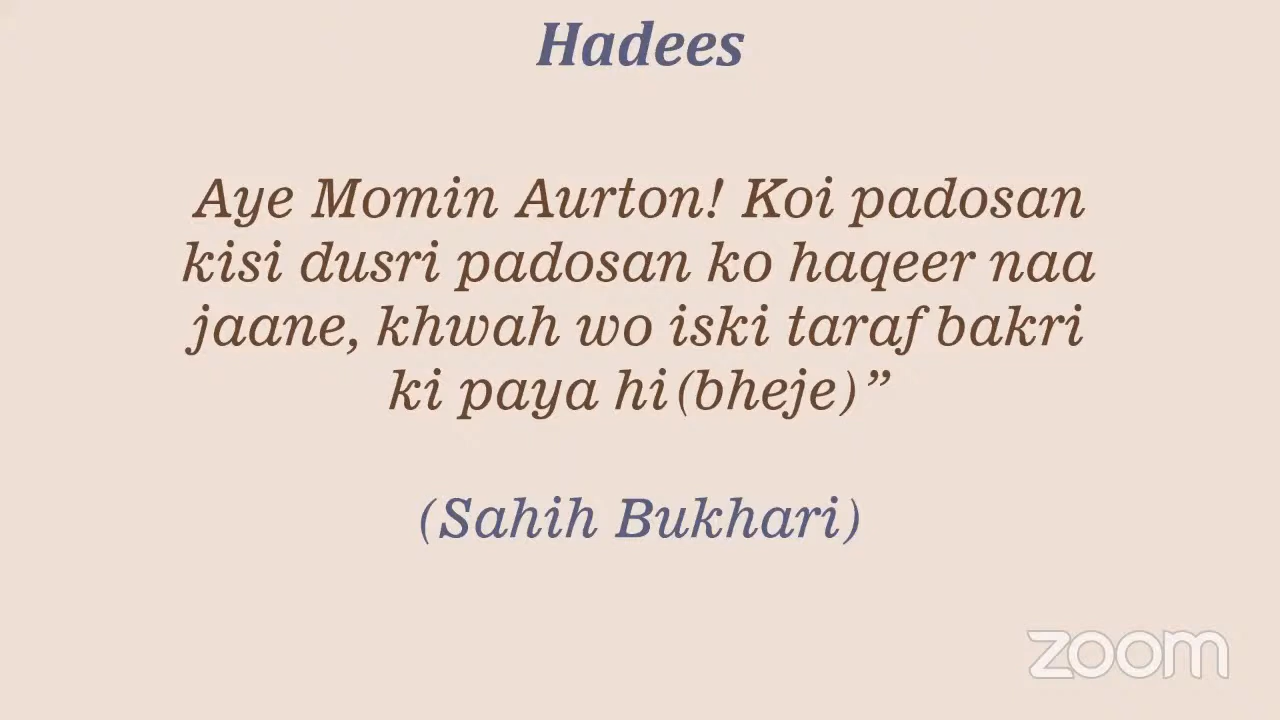 Hadees
Aye Momin Aurton! Koi padosan
kisi dusri padosan ko haqeer naa
jaane, khwah wo iski taraf bakri
ki paya hi (bheje)”
(Sahih Bukhari)
zoom